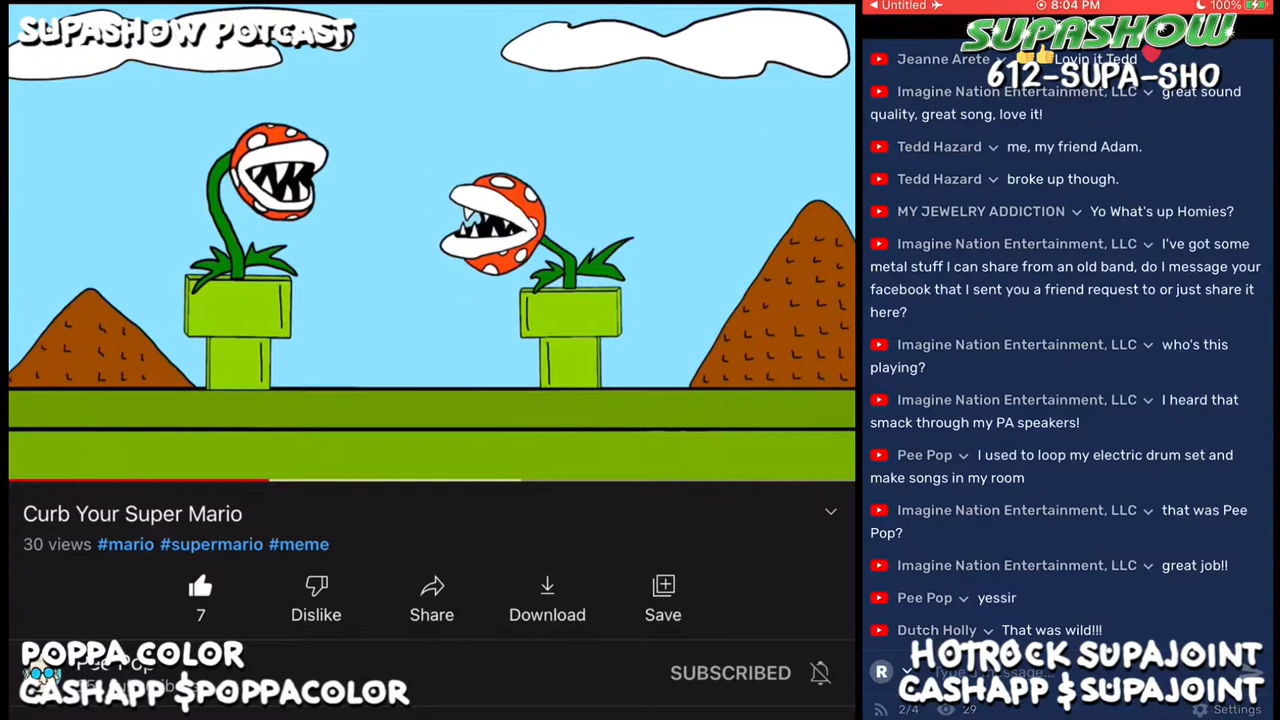 SUPASHOW POTCAST
Curb Your Super Mario
30 views #mario #supermario #meme
7
Dislike
Share
Download
Save
Pee Pop
SUBSCRIBED
POPPA COLOR
CASHAPP $POPPACOLOR
Untitled
8:04 PM
100%
SUPASHOW
612-SUPA-SHO
Jeanne Arete Lovin it Tedd
Imagine Nation Entertainment, LLC great sound
quality, great song, love it!
Tedd Hazard me, my friend Adam.
Tedd Hazard broke up though.
MY JEWELRY ADDICTION Yo What's up Homies?
Imagine Nation Entertainment, LLC I've got some
metal stuff I can share from an old band, do I message your
facebook that I sent you a friend request to or just share it
here?
Imagine Nation Entertainment, LLC who's this
playing?
Imagine Nation Entertainment, LLC I heard that
smack through my PA speakers!
Pee Pop I used to loop my electric drum set and
make songs in my room
Imagine Nation Entertainment, LLC that was Pee
Pop?
Imagine Nation Entertainment, LLC great job!!
Pee Pop yessir
Dutch Holly That was wild!!!
R
HOTROCK SUPAJOINT
CASHAPP $SUPAJOINT
2/4 29 Settings